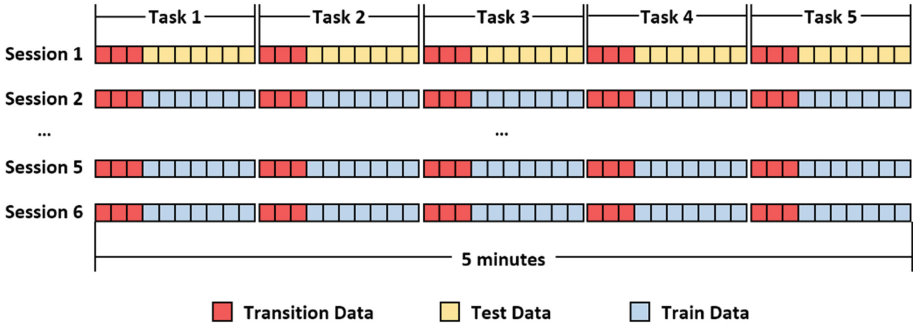 Task 1 Task 2 Task 3 Task 4 Task 5
Session 1
Session 2
... ...
Session 5
Session 6
5 minutes
Transition Data Test Data Train Data